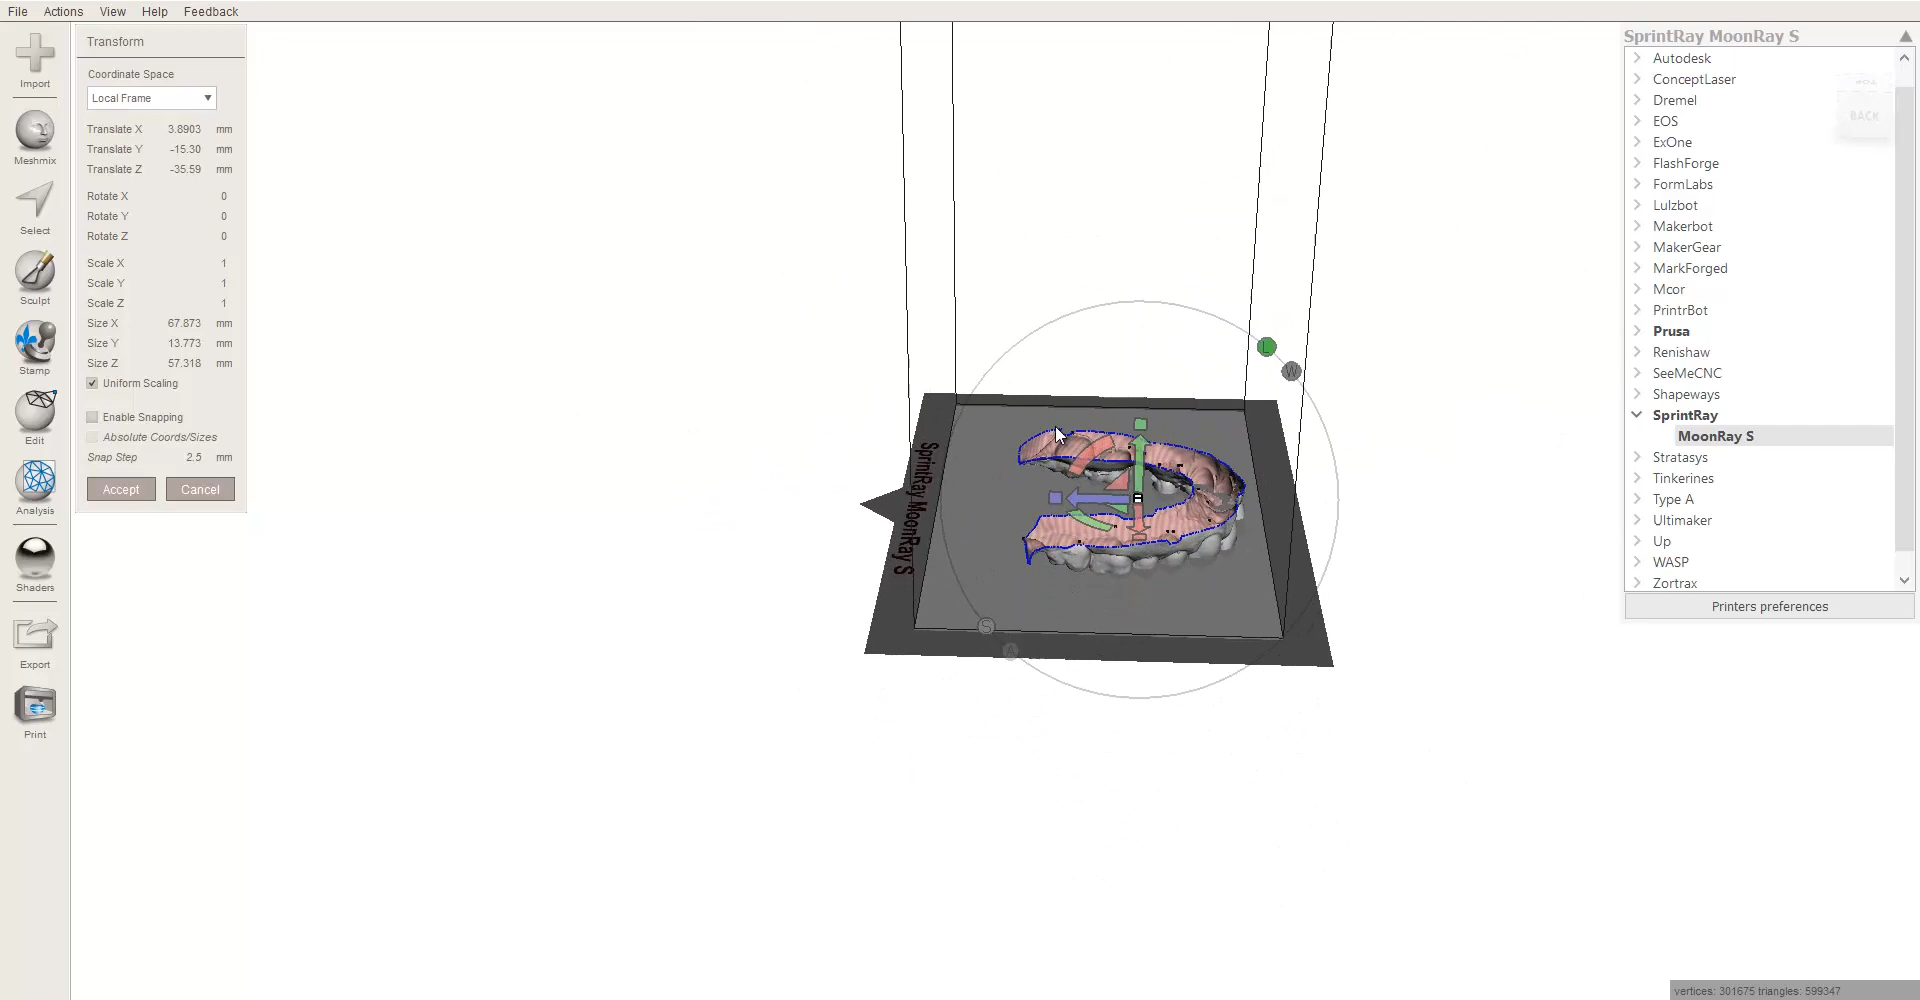 File Actions View Help Feedback
Import
Meshmix
Select
Sculpt
Stamp
Edit
Analysis
Shaders
Export
Print
Transform
Coordinate Space
Local Frame
Translate X 3.8903 mm
Translate Y -15.30 mm
Translate Z -35.59 mm
Rotate X 0
Rotate Y 0
Rotate Z 0
Scale X 1
Scale Y 1
Scale Z 1
Size X 67.873 mm
Size Y 13.773 mm
Size Z 57.318 mm
Uniform Scaling
Enable Snapping
Absolute Coords/Sizes
Snap Step 2.5 mm
Accept Cancel
SprintRay MoonRay S
L
W
S
A
SprintRay MoonRay S
Autodesk
ConceptLaser
Dremel
EOS
ExOne
FlashForge
FormLabs
Lulzbot
Makerbot
MakerGear
MarkForged
Mcor
PrintrBot
Prusa
Renishaw
SeeMeCNC
Shapeways
SprintRay
MoonRay S
Stratasys
Tinkerines
Type A
Ultimaker
Up
WASP
Zortrax
Printers preferences
BACK
vertices: 301675 triangles: 599347